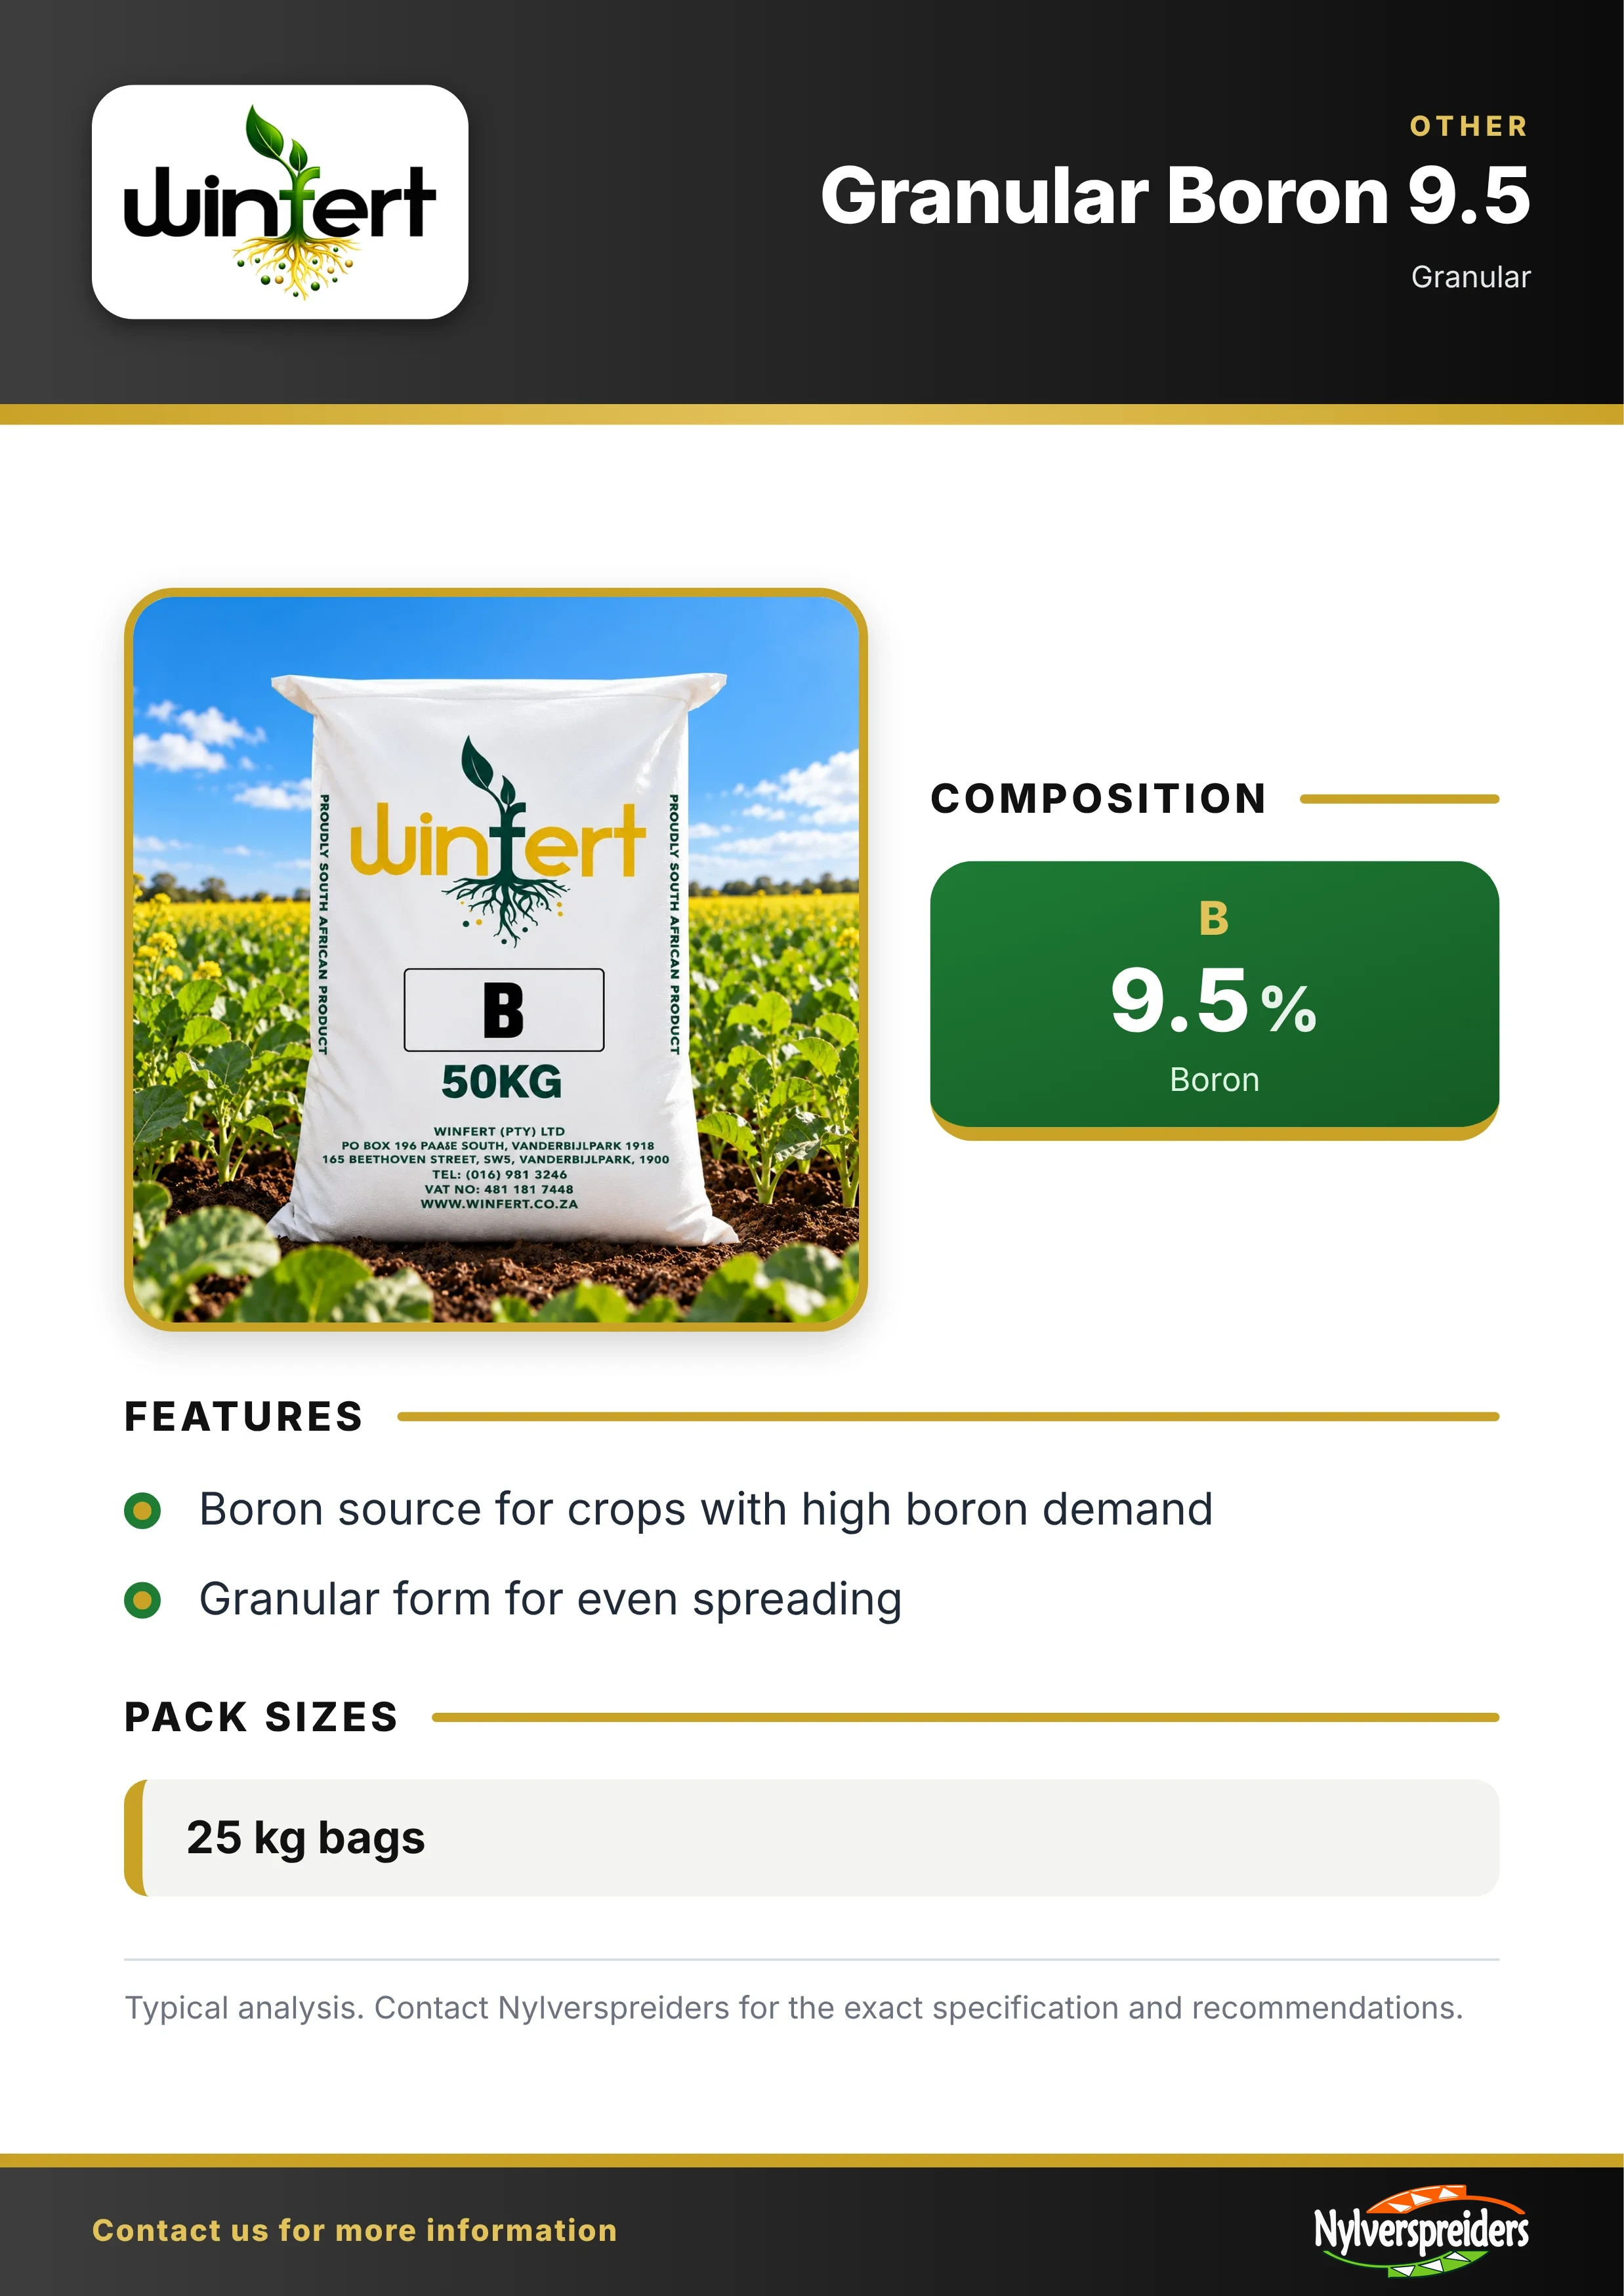 winfert
OTHER
Granular Boron 9.5
Granular
winfert
PROUDLY SOUTH AFRICAN PRODUCT
PROUDLY SOUTH AFRICAN PRODUCT
B
50KG
WINFERT (PTY) LTD
PO BOX 196 PAASE SOUTH, VANDERBIJLPARK 1918
165 BEETHOVEN STREET, SW5, VANDERBIJLPARK, 1900
TEL: (016) 981 3246
VAT NO: 481 181 7448
WWW.WINFERT.CO.ZA
COMPOSITION
B
9.5%
Boron
FEATURES
Boron source for crops with high boron demand
Granular form for even spreading
PACK SIZES
25 kg bags
Typical analysis. Contact Nylverspreiders for the exact specification and recommendations.
Contact us for more information
Nylverspreiders